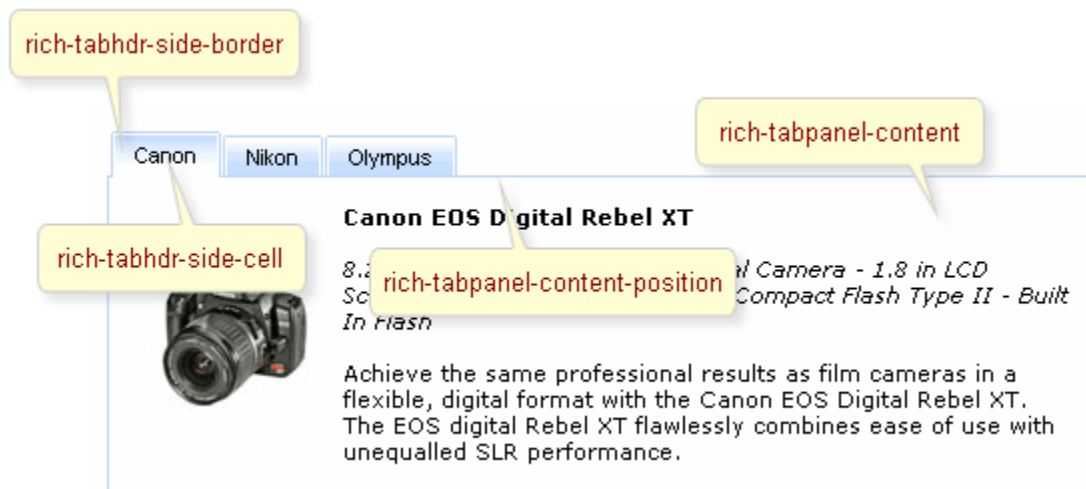 rich-tabhdr-side-border
rich-tabpanel-content
Canon Nikon Olympus
Canon EOS Digital Rebel XT
rich-tabhdr-side-cell
rich-tabpanel-content-position
8. al Camera - 1.8 in LCD
Sc Compact Flash Type II - Built
In Flash
Achieve the same professional results as film cameras in a
flexible, digital format with the Canon EOS Digital Rebel XT.
The EOS digital Rebel XT flawlessly combines ease of use with
unequalled SLR performance.